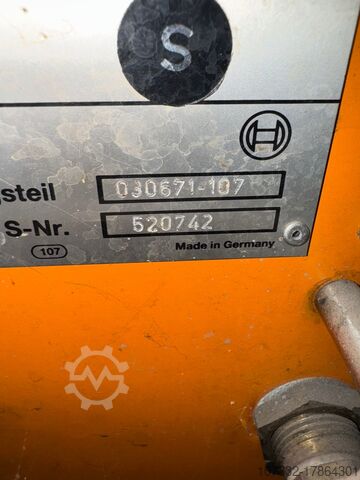 S
steil 030671-107
S-Nr. 520742
107 Made in Germany